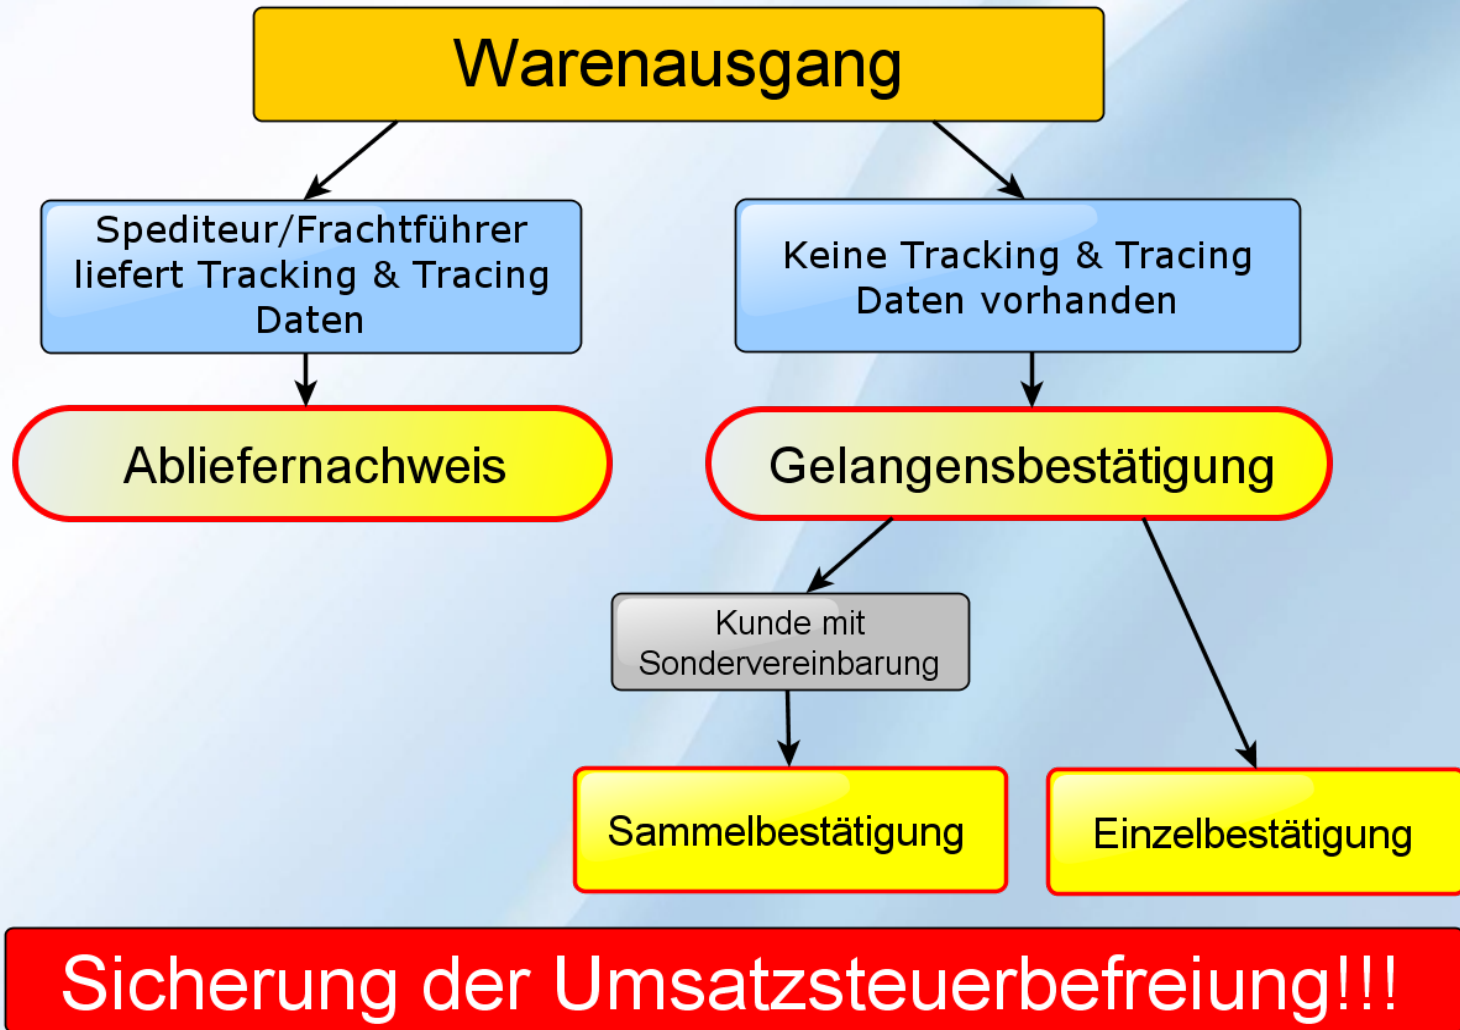 Warenausgang
Spediteur/Frachtführer
liefert Tracking & Tracing
Daten
Keine Tracking & Tracing
Daten vorhanden
Abliefernachweis
Gelangensbestätigung
Kunde mit
Sondervereinbarung
Sammelbestätigung
Einzelbestätigung
Sicherung der Umsatzsteuerbefreiung!!!